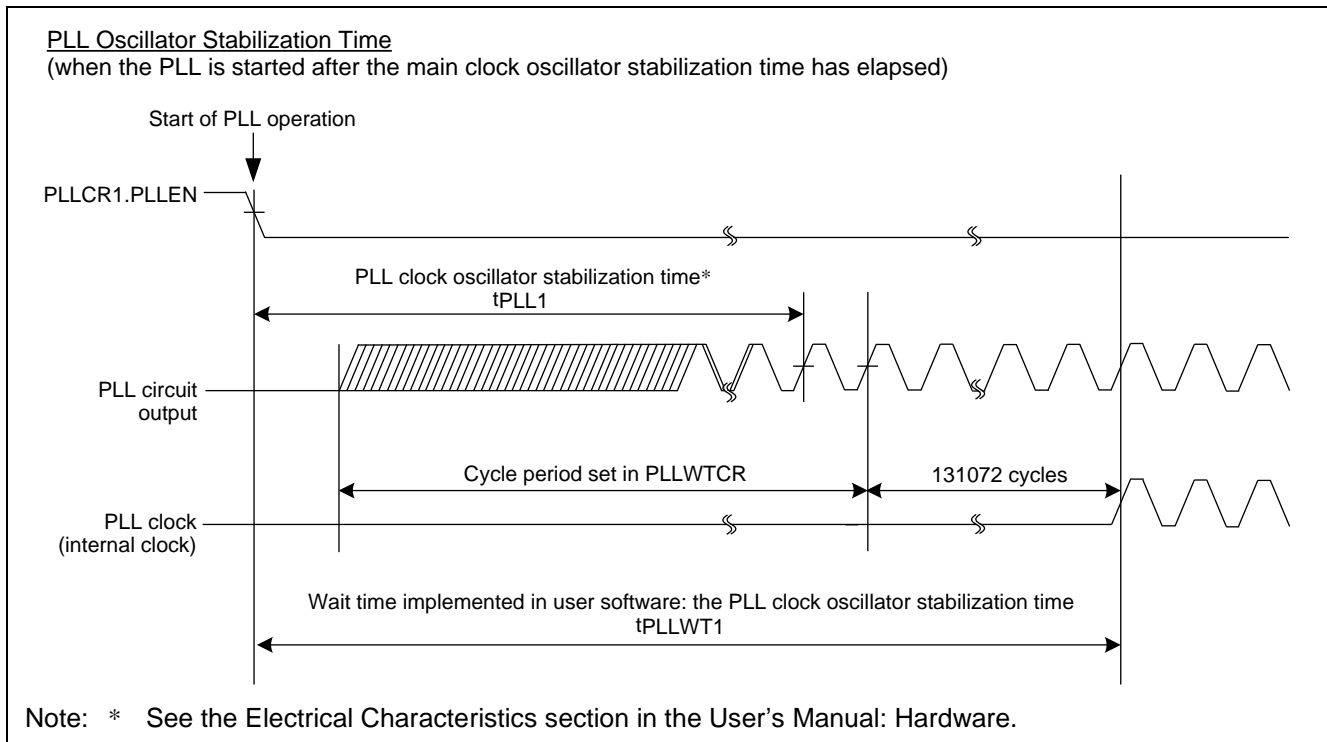 PLL Oscillator Stabilization Time
(when the PLL is started after the main clock oscillator stabilization time has elapsed)
Start of PLL operation
PLLCR1.PLLEN
PLL clock oscillator stabilization time*
tPLL1
PLL circuit
output
Cycle period set in PLLWTCR
131072 cycles
PLL clock
(internal clock)
Wait time implemented in user software: the PLL clock oscillator stabilization time
tPLLWT1
Note: * See the Electrical Characteristics section in the User's Manual: Hardware.